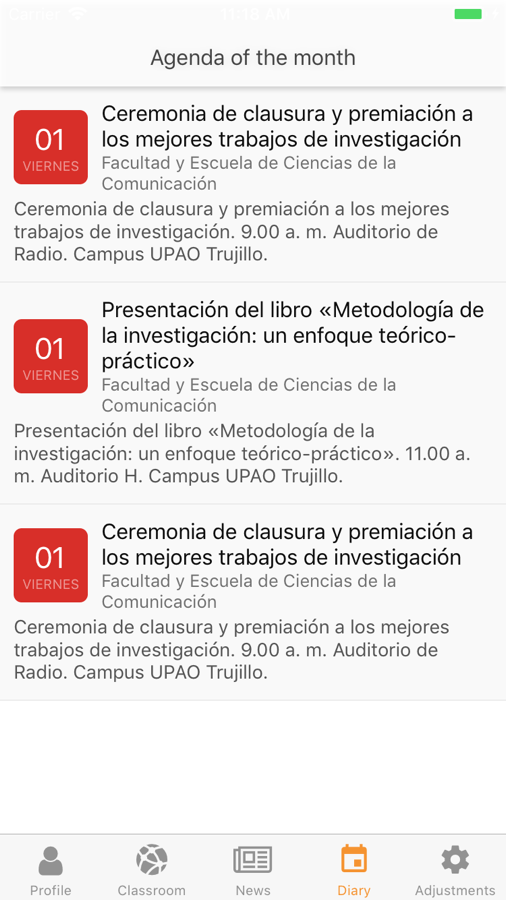 Carrier 11:18 AM
Agenda of the month
01
VIERNES
Ceremonia de clausura y premiación a
los mejores trabajos de investigación
Facultad y Escuela de Ciencias de la
Comunicación
Ceremonia de clausura y premiación a los mejores
trabajos de investigación. 9.00 a. m. Auditorio de
Radio. Campus UPAO Trujillo.
01
VIERNES
Presentación del libro «Metodología de
la investigación: un enfoque teórico-
práctico»
Facultad y Escuela de Ciencias de la
Comunicación
Presentación del libro «Metodología de la
investigación: un enfoque teórico-práctico». 11.00 a.
m. Auditorio H. Campus UPAO Trujillo.
01
VIERNES
Ceremonia de clausura y premiación a
los mejores trabajos de investigación
Facultad y Escuela de Ciencias de la
Comunicación
Ceremonia de clausura y premiación a los mejores
trabajos de investigación. 9.00 a. m. Auditorio de
Radio. Campus UPAO Trujillo.
Profile Classroom News Diary Adjustments